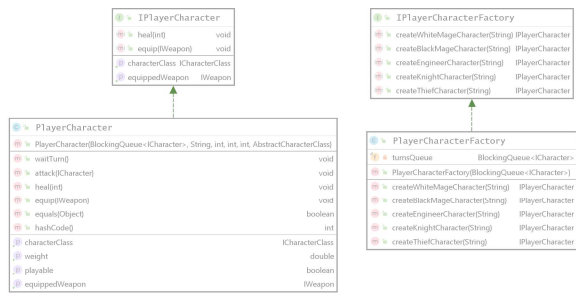 IPlayerCharacter
heal(int) void
equip(IWeapon) void
characterClass ICharacterClass
equippedWeapon IWeapon
PlayerCharacter
PlayerCharacter(BlockingQueue<ICharacter>, String, int, int, int, AbstractCharacterClass)
waitTurn() void
attack(ICharacter) void
heal(int) void
equip(IWeapon) void
equals(Object) boolean
hashCode() int
characterClass ICharacterClass
weight double
playable boolean
equippedWeapon IWeapon
IPlayerCharacterFactory
createWhiteMageCharacter(String) IPlayerCharacter
createBlackMageCharacter(String) IPlayerCharacter
createEngineerCharacter(String) IPlayerCharacter
createKnightCharacter(String) IPlayerCharacter
createThiefCharacter(String) IPlayerCharacter
PlayerCharacterFactory
turnsQueue BlockingQueue<ICharacter>
PlayerCharacterFactory(BlockingQueue<ICharacter>)
createWhiteMageCharacter(String) IPlayerCharacter
createBlackMageCharacter(String) IPlayerCharacter
createEngineerCharacter(String) IPlayerCharacter
createKnightCharacter(String) IPlayerCharacter
createThiefCharacter(String) IPlayerCharacter